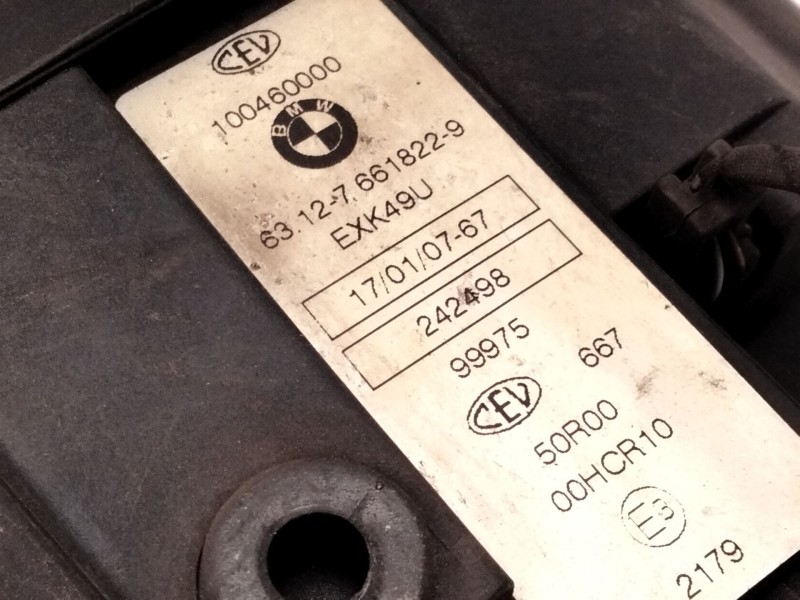 CEV
100460000
BMW
63.12-7.661822-9
EXK49U
17/01/07-67
242498
99975 667
CEV
50R00
00HCR10
E3
2179